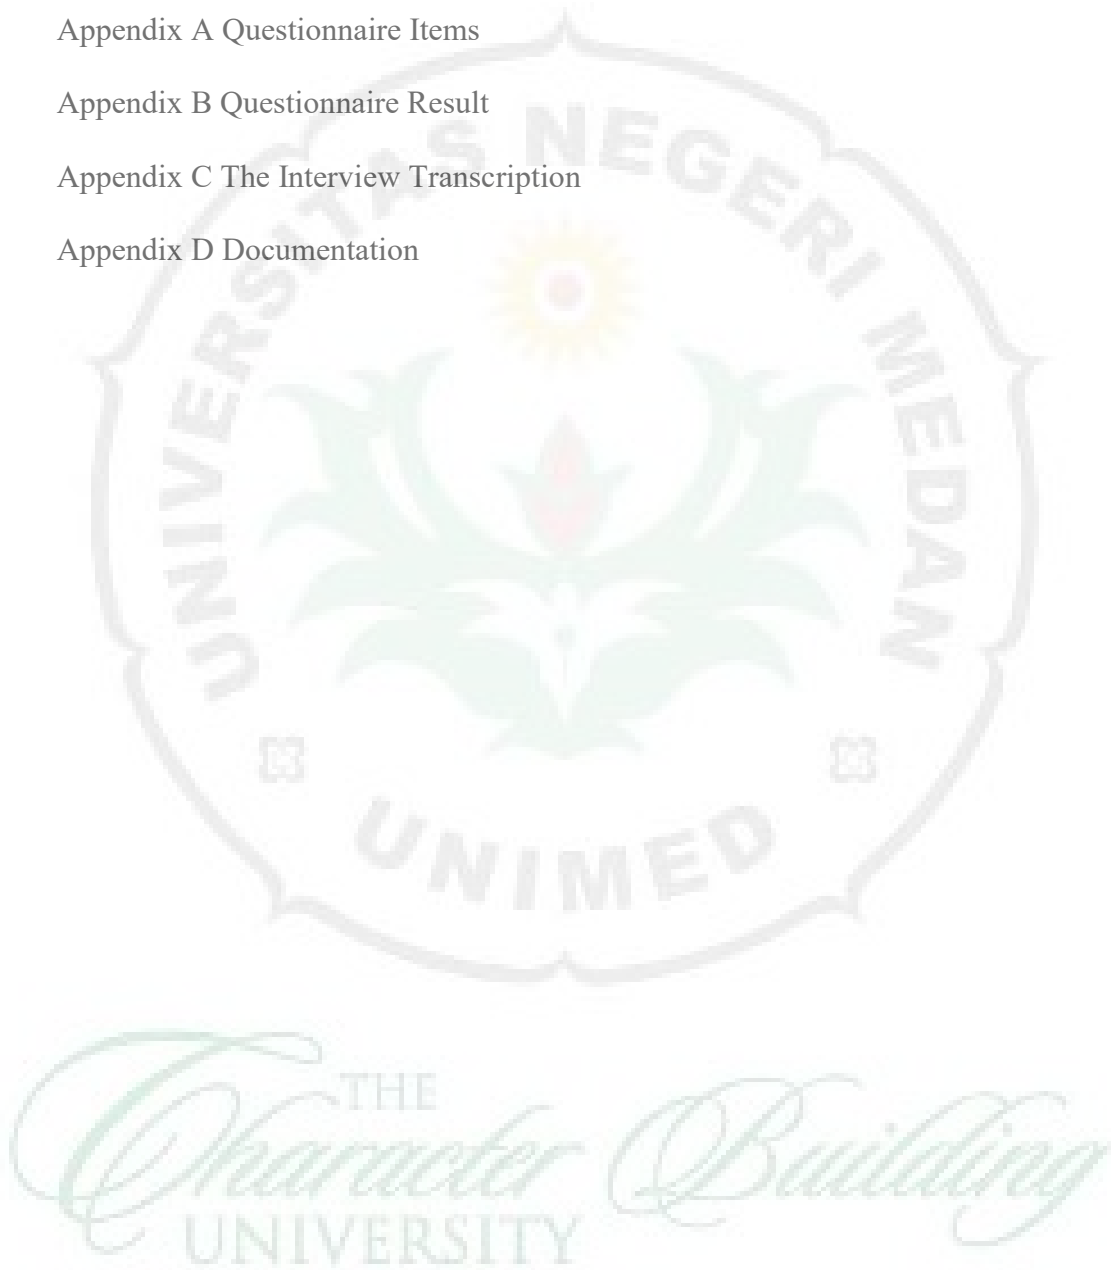 Appendix A Questionnaire Items
Appendix B Questionnaire Result
Appendix C The Interview Transcription
Appendix D Documentation
UNIVERSITAS NEGERI MEDAN
UNIMED
THE
Character Building
UNIVERSITY